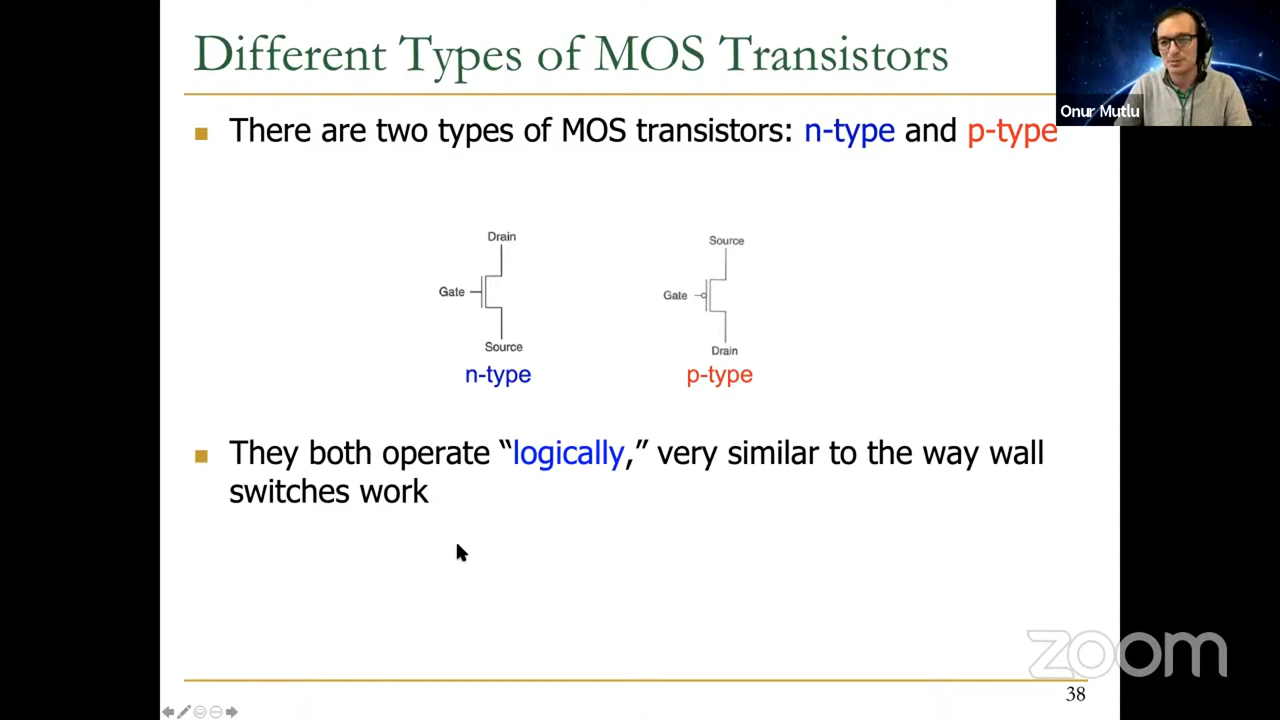 Different Types of MOS Transistors
Onur Mutlu
There are two types of MOS transistors: n-type and p-type
Drain
Gate
Source
n-type
Source
Gate
Drain
p-type
They both operate “logically,” very similar to the way wall
switches work
zoom
38